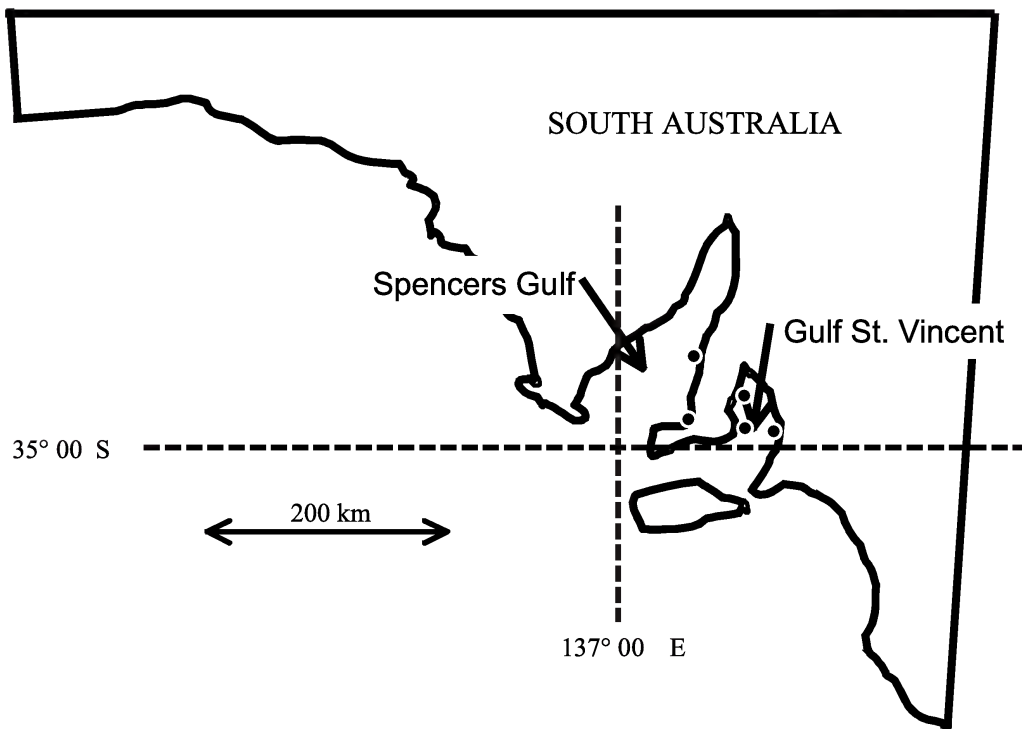 SOUTH AUSTRALIA
Spencers Gulf
Gulf St. Vincent
35° 00 S
200 km
137° 00 E